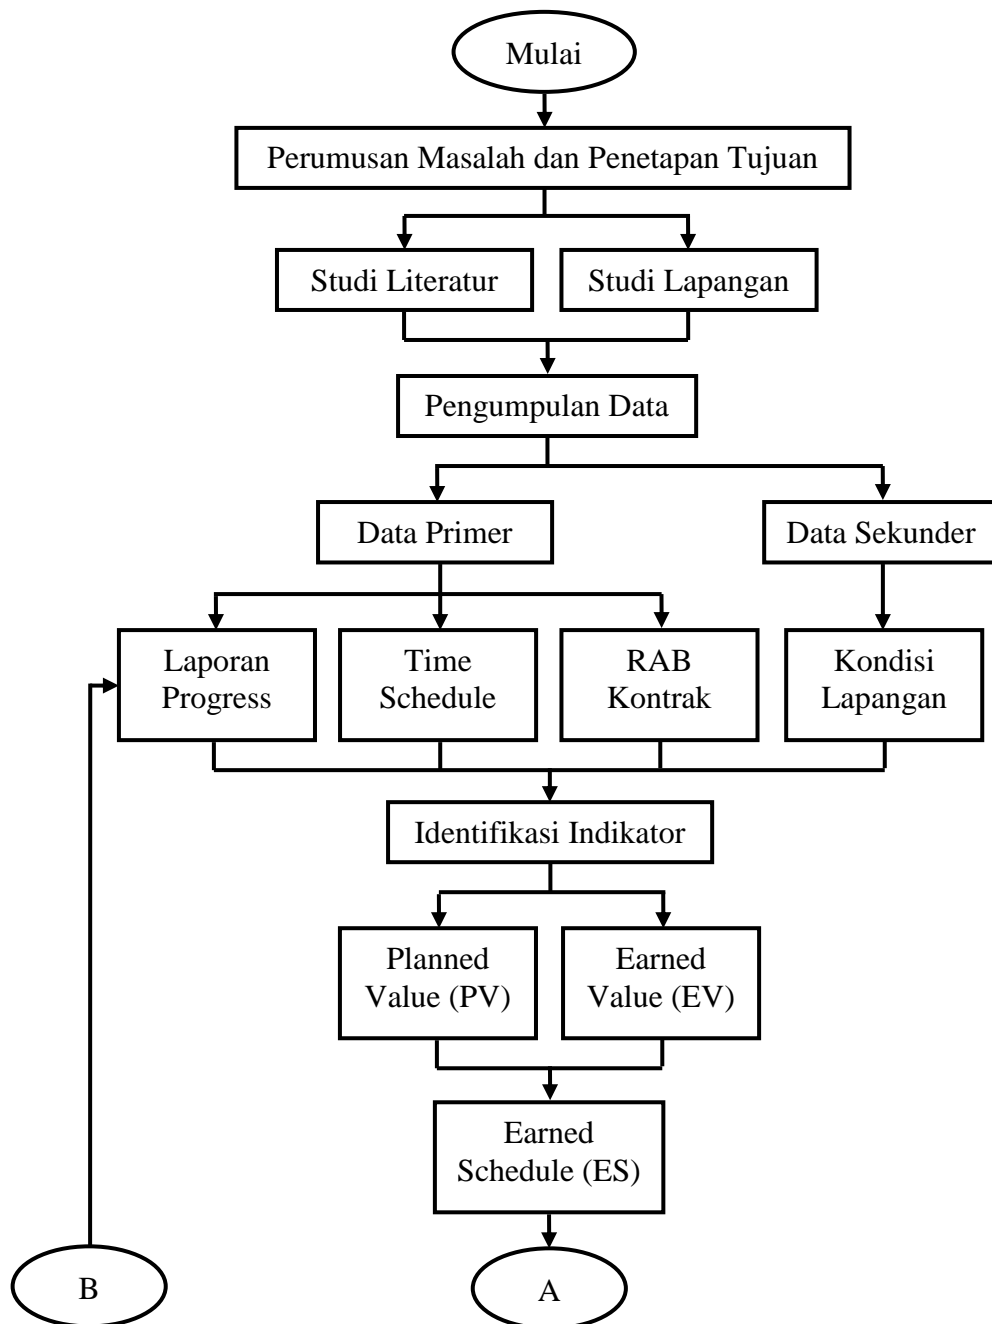 Mulai
Perumusan Masalah dan Penetapan Tujuan
Studi Literatur
Studi Lapangan
Pengumpulan Data
Data Primer
Data Sekunder
Laporan
Progress
Time
Schedule
RAB
Kontrak
Kondisi
Lapangan
Identifikasi Indikator
Planned
Value (PV)
Earned
Value (EV)
Earned
Schedule (ES)
B
A